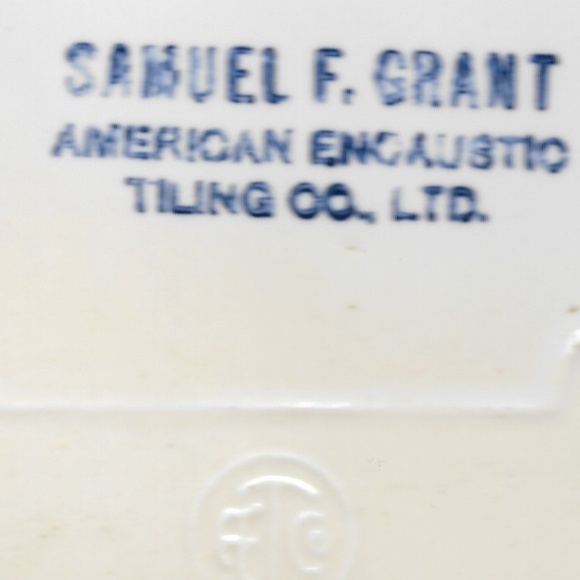 SAMUEL F. GRANT
AMERICAN ENCAUSTIC
TILING CO., LTD.